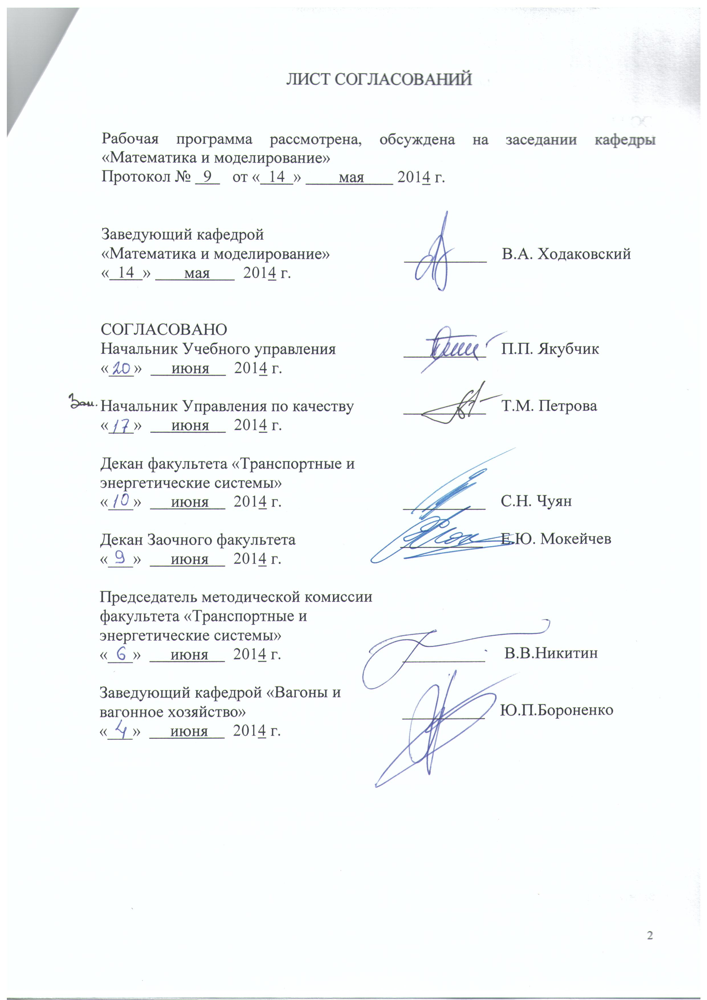 ЛИСТ СОГЛАСОВАНИЙ
Рабочая программа рассмотрена, обсуждена на заседании кафедры
«Математика и моделирование»
Протокол № 9 от «14» мая 2014 г.
Заведующий кафедрой
«Математика и моделирование» В.А. Ходаковский
«14» мая 2014 г.
СОГЛАСОВАНО
Начальник Учебного управления П.П. Якубчик
«20» июня 2014 г.
Зам. Начальник Управления по качеству Т.М. Петрова
«17» июня 2014 г.
Декан факультета «Транспортные и
энергетические системы»
«10» июня 2014 г. С.Н. Чуян
Декан Заочного факультета Е.Ю. Мокейчев
«9» июня 2014 г.
Председатель методической комиссии
факультета «Транспортные и
энергетические системы»
«6» июня 2014 г. В.В.Никитин
Заведующий кафедрой «Вагоны и
вагонное хозяйство» Ю.П.Бороненко
«4» июня 2014 г.
2